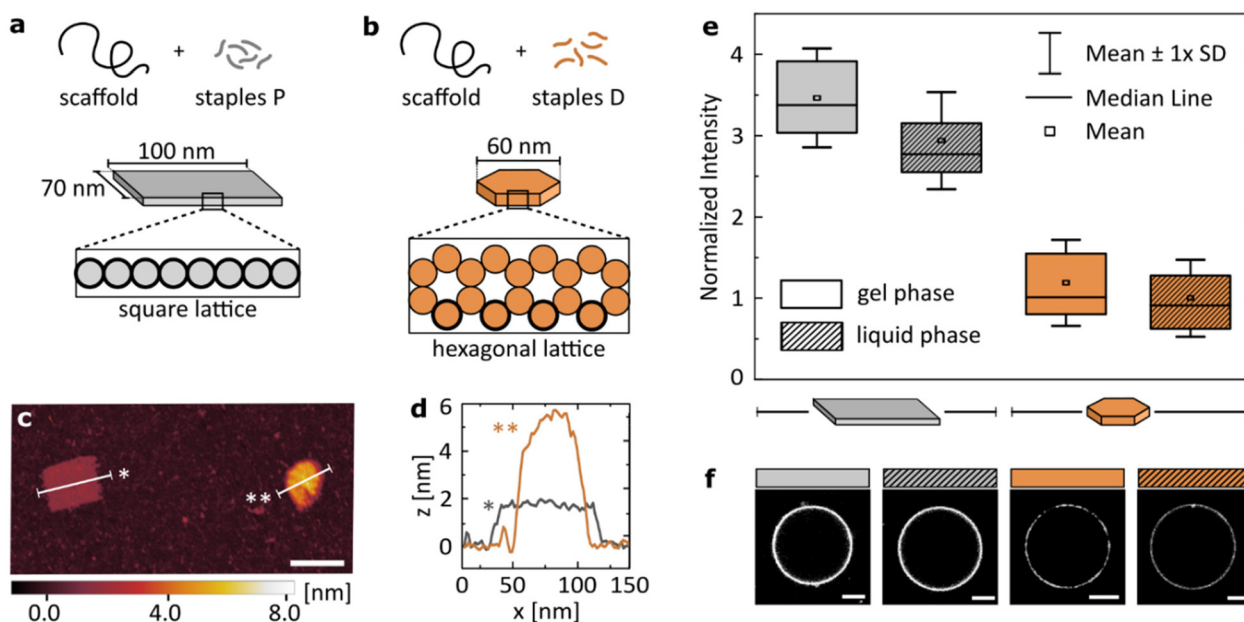 a
+
scaffold staples P
100 nm
70 nm
square lattice
b
+
scaffold staples D
60 nm
hexagonal lattice
c
*
**
0.0 4.0 8.0 [nm]
d
z [nm]
6
4
2
0
**
*
0 50 100 150
x [nm]
e
Normalized Intensity
4
3
2
1
0
Mean ± 1x SD
Median Line
Mean
gel phase
liquid phase
f